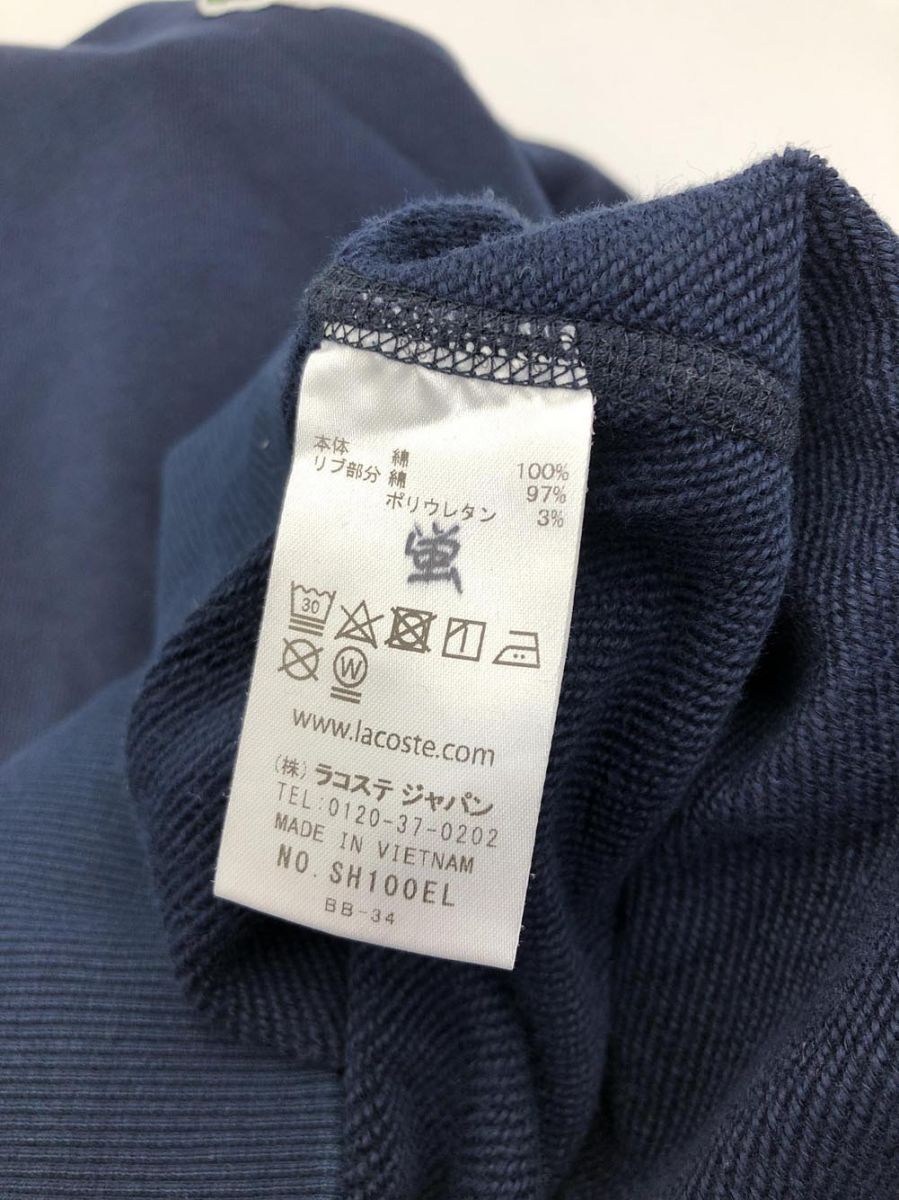 本体 綿 100%
リブ部分 綿 97%
ポリウレタン 3%
蛍
30
W
www.lacoste.com
(株) ラコステ ジャパン
TEL:0120-37-0202
MADE IN VIETNAM
NO. SH100EL
BB-34